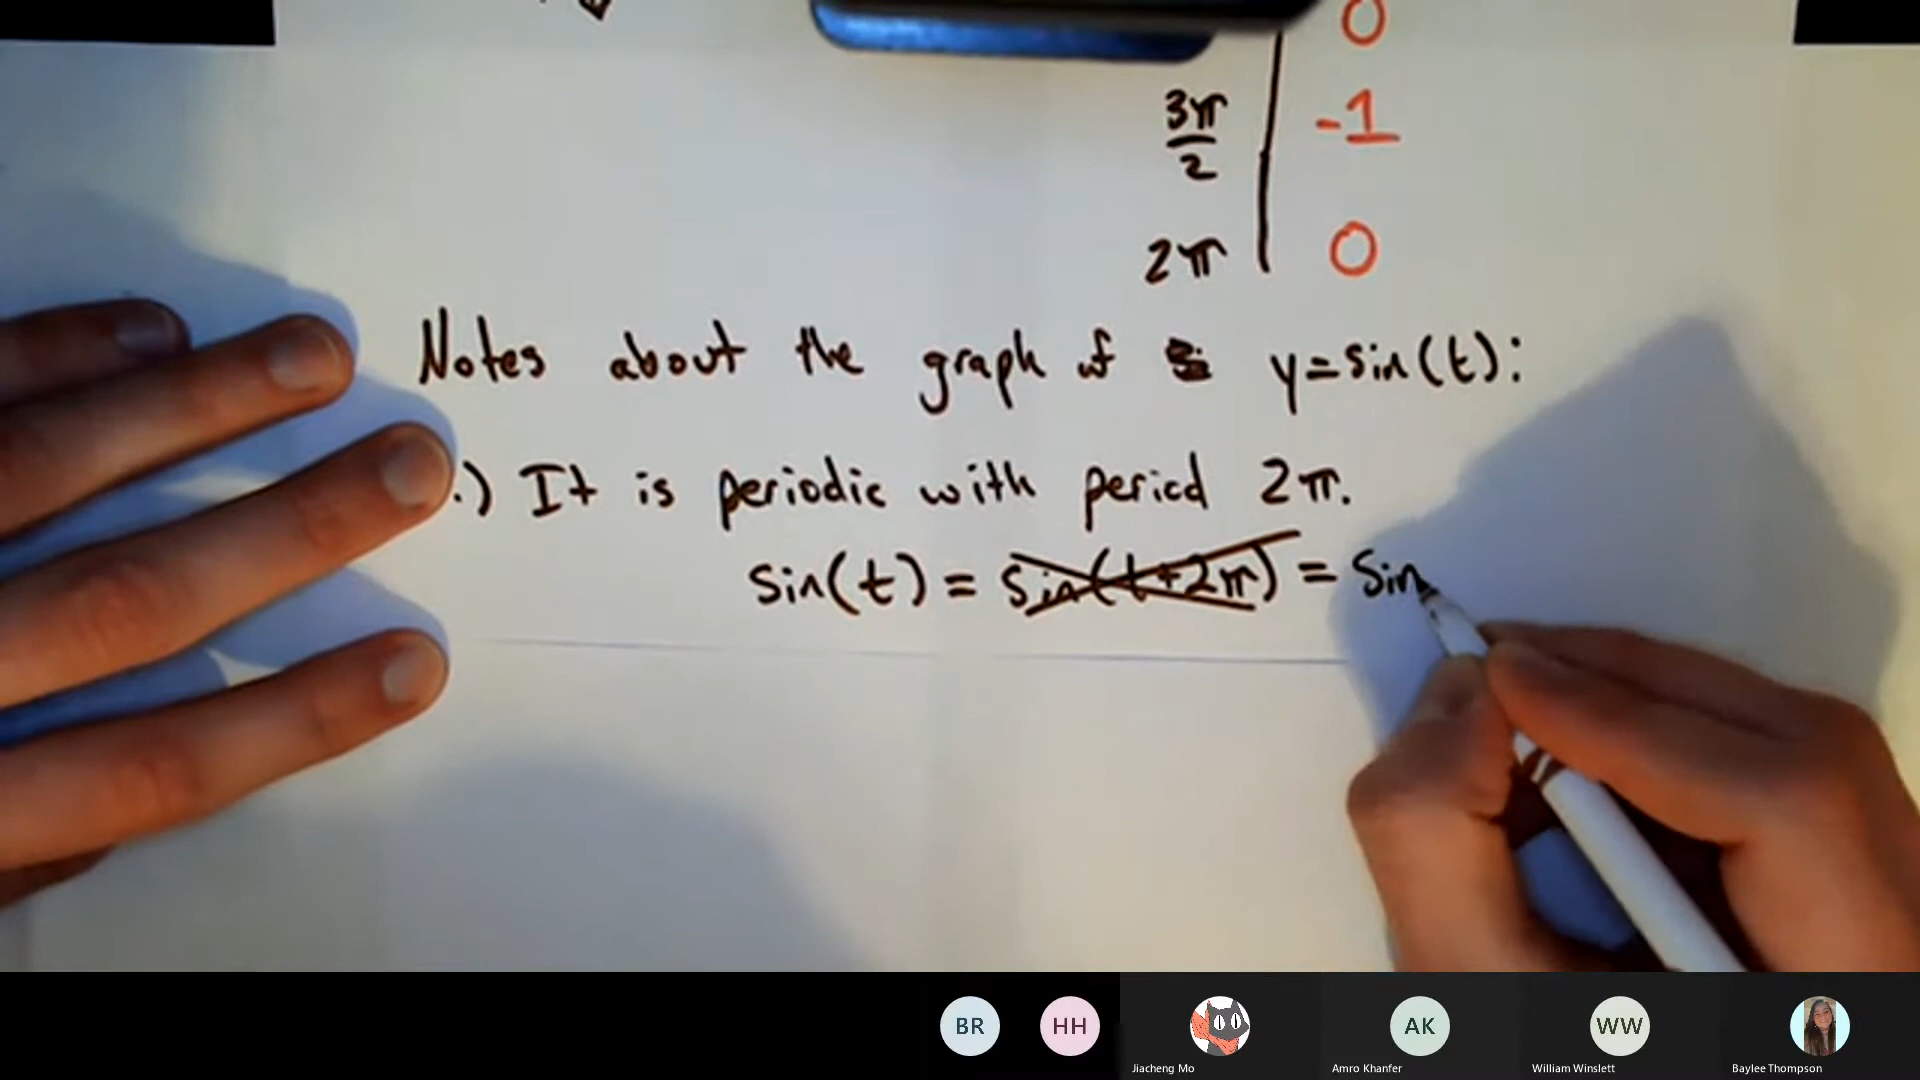 0
3π/2 -1
2π 0
Notes about the graph of y=sin(t):
.) It is periodic with period 2π.
sin(t) = sin(t+2π) = sin
BR HH AK WW
Jiacheng Mo Amro Khanfer William Winslett Baylee Thompson